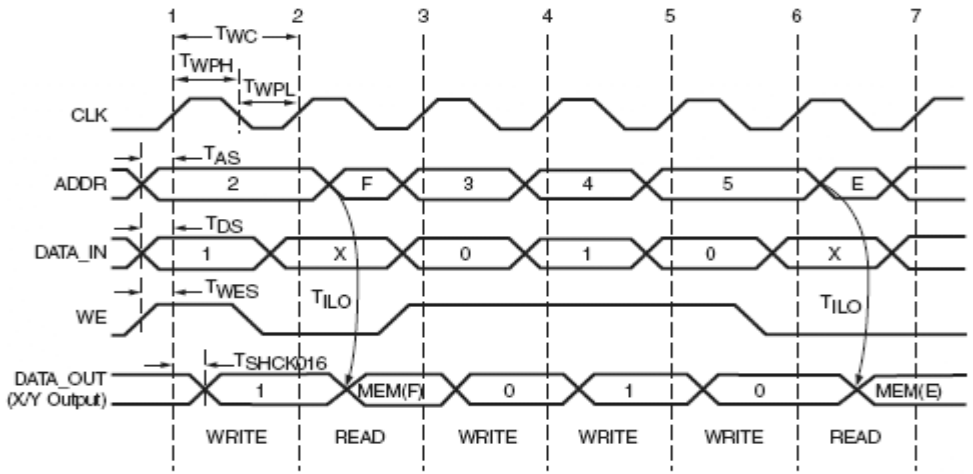 1 2 3 4 5 6 7
TWC
TWPH
TWPL
CLK
TAS
ADDR 2 F 3 4 5 E
TDS
DATA_IN 1 X 0 1 0 X
TWES
WE TILO TILO
TSHCKO16
DATA_OUT
(X/Y Output) 1 MEM(F) 0 1 0 MEM(E)
WRITE READ WRITE WRITE WRITE READ